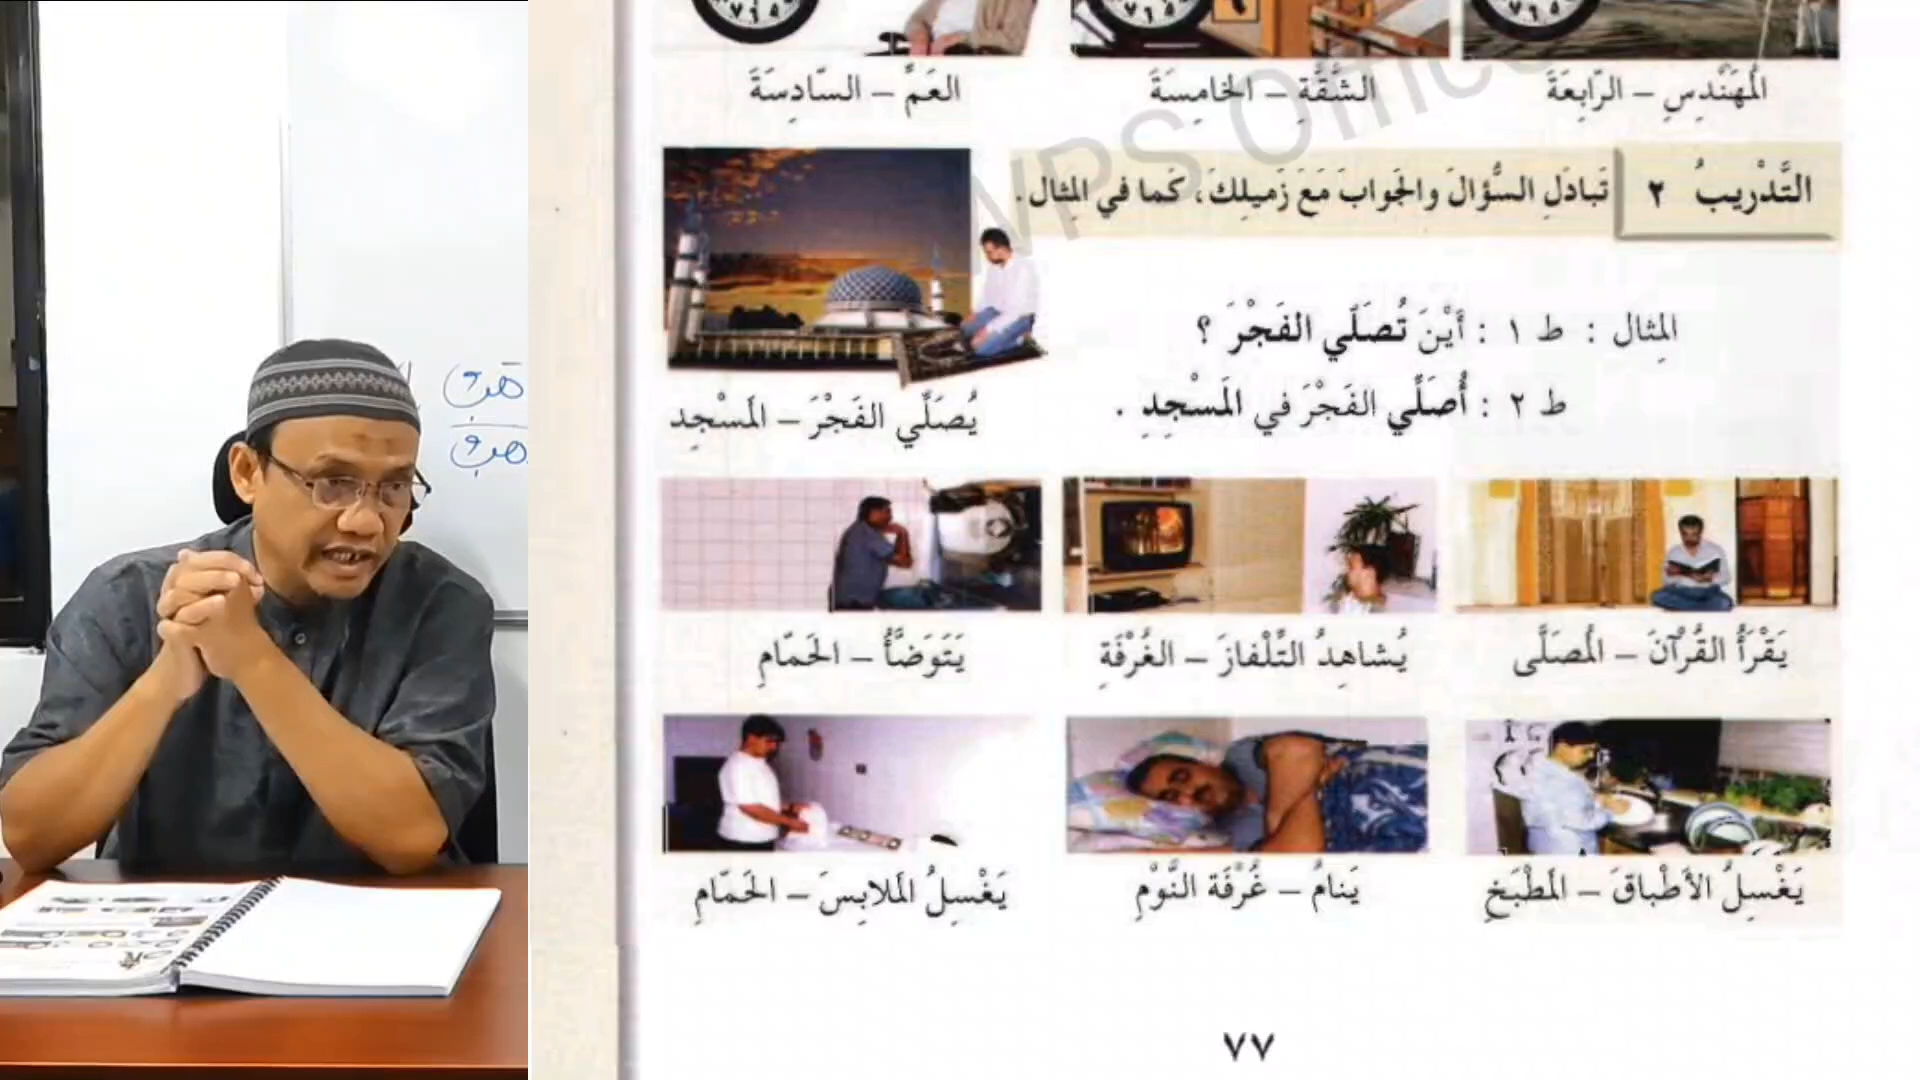 المُهَنْدِسِ – الرّابِعَةَ
الشَّقَّةِ – الخامِسَةَ
العَمِّ – السّادِسَةَ
التَّدْرِيبُ ٢ تَبادَلِ السُّؤالَ والجَوابَ مَعَ زَمِيلِكَ، كَما في المِثال.
المِثال : ط ١ : أَيْنَ تُصَلّي الفَجْرَ ؟
ط ٢ : أُصَلّي الفَجْرَ في المَسْجِدِ .
يُصَلّي الفَجْرَ – المَسْجِد
يَقْرَأُ القُرْآنَ – المُصَلَّى
يُشاهِدُ التِّلْفازَ – الغُرْفَةِ
يَتَوَضَّأُ – الحَمّامِ
يَغْسِلُ الأَطْباقَ – المَطْبَخِ
يَنامُ – غُرْفَة النَّوْمِ
يَغْسِلُ المَلابِسَ – الحَمّامِ
٧٧
WPS Office